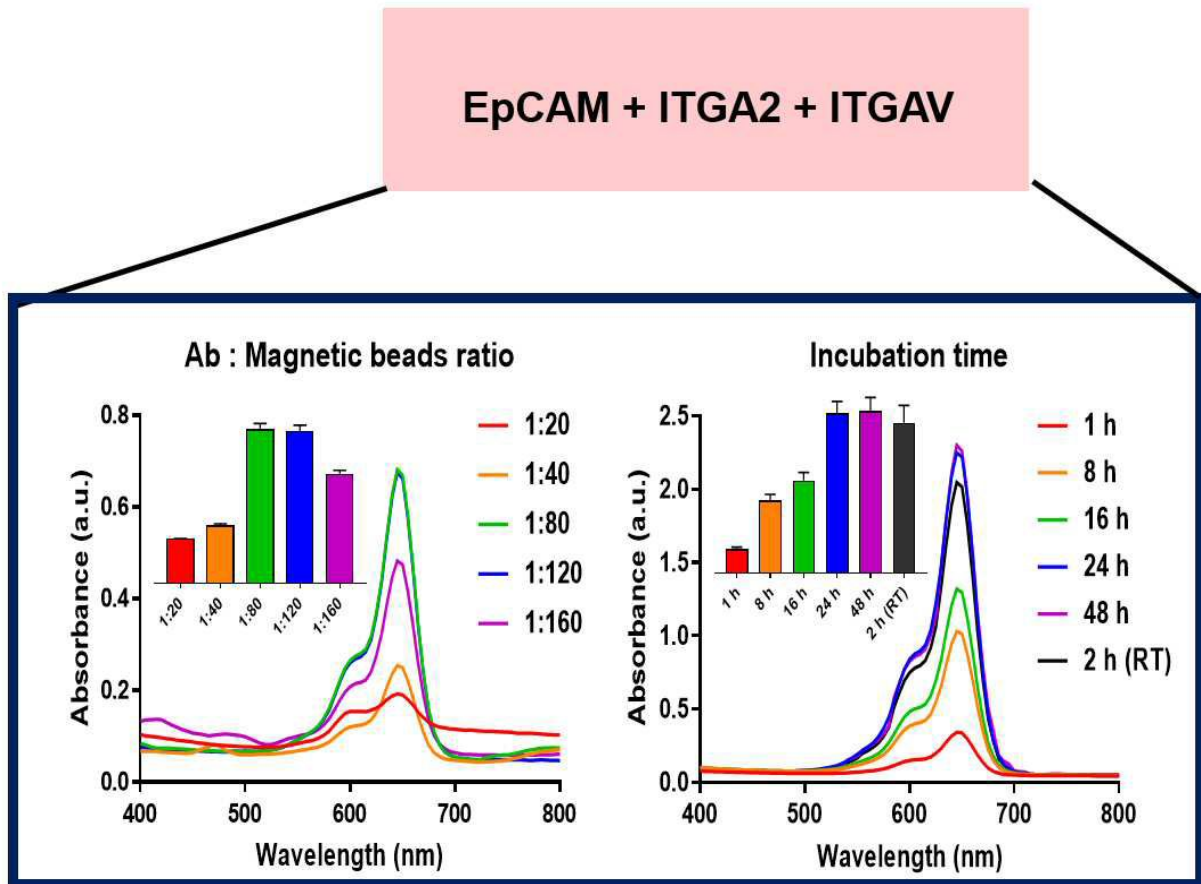 EpCAM + ITGA2 + ITGAV
Ab : Magnetic beads ratio
Absorbance (a.u.)
0.8
0.6
0.4
0.2
0.0
1:20
1:40
1:80
1:120
1:160
1:20
1:40
1:80
1:120
1:160
400
500
600
700
800
Wavelength (nm)
Incubation time
Absorbance (a.u.)
2.5
2.0
1.5
1.0
0.5
0.0
1 h
8 h
16 h
24 h
48 h
2 h (RT)
1 h
8 h
16 h
24 h
48 h
2 h (RT)
400
500
600
700
800
Wavelength (nm)